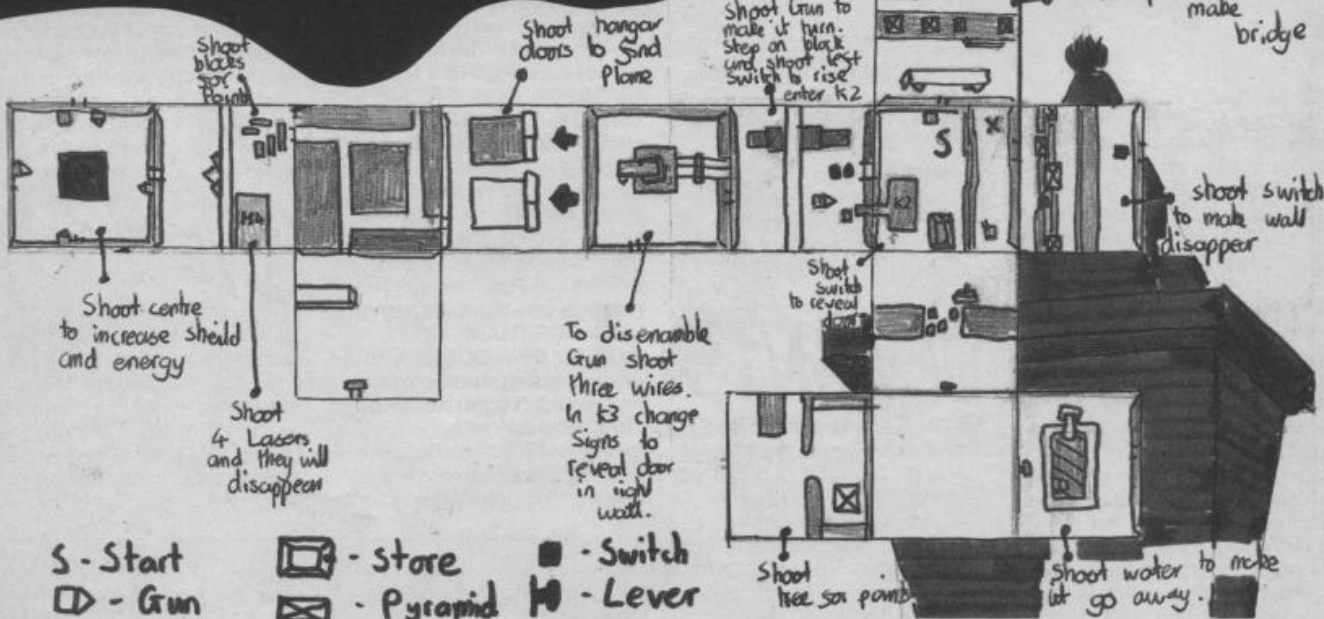 make
bridge
Shoot
blocks
for
Points
Shoot hangar
doors to find
Plane
Shoot Gun to
make it turn.
Step on block
and shoot left
switch to rise
enter K2
S
K2
shoot switch
to make wall
disappear
Shoot
switch
to reveal
door
Shoot centre
to increase sheild
and energy
Shoot
4 Lasers
and they will
disappear
To disenamble
Gun shoot
three wires.
In K3 change
Signs to
reveal door
in
wall.
Shoot
tree for points
Shoot water to make
it go away.
S - Start
- Gun
- Store
- Pyramid
- Switch
- Lever